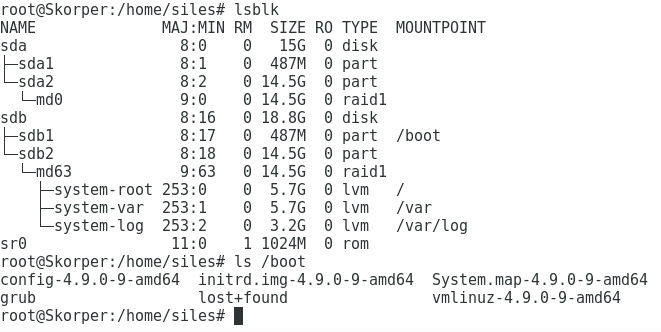 root@Skorper:/home/siles# lsblk
NAME              MAJ:MIN RM  SIZE RO TYPE  MOUNTPOINT
sda                 8:0    0   15G  0 disk
├─sda1              8:1    0  487M  0 part
└─sda2              8:2    0 14.5G  0 part
  └─md0             9:0    0 14.5G  0 raid1
sdb                 8:16   0 18.8G  0 disk
├─sdb1              8:17   0  487M  0 part  /boot
└─sdb2              8:18   0 14.5G  0 part
  └─md63            9:63   0 14.5G  0 raid1
    ├─system-root 253:0    0  5.7G  0 lvm   /
    ├─system-var  253:1    0  5.7G  0 lvm   /var
    └─system-log  253:2    0  3.2G  0 lvm   /var/log
sr0                11:0    1 1024M  0 rom
root@Skorper:/home/siles# ls /boot
config-4.9.0-9-amd64  initrd.img-4.9.0-9-amd64  System.map-4.9.0-9-amd64
grub                  lost+found                vmlinuz-4.9.0-9-amd64
root@Skorper:/home/siles#